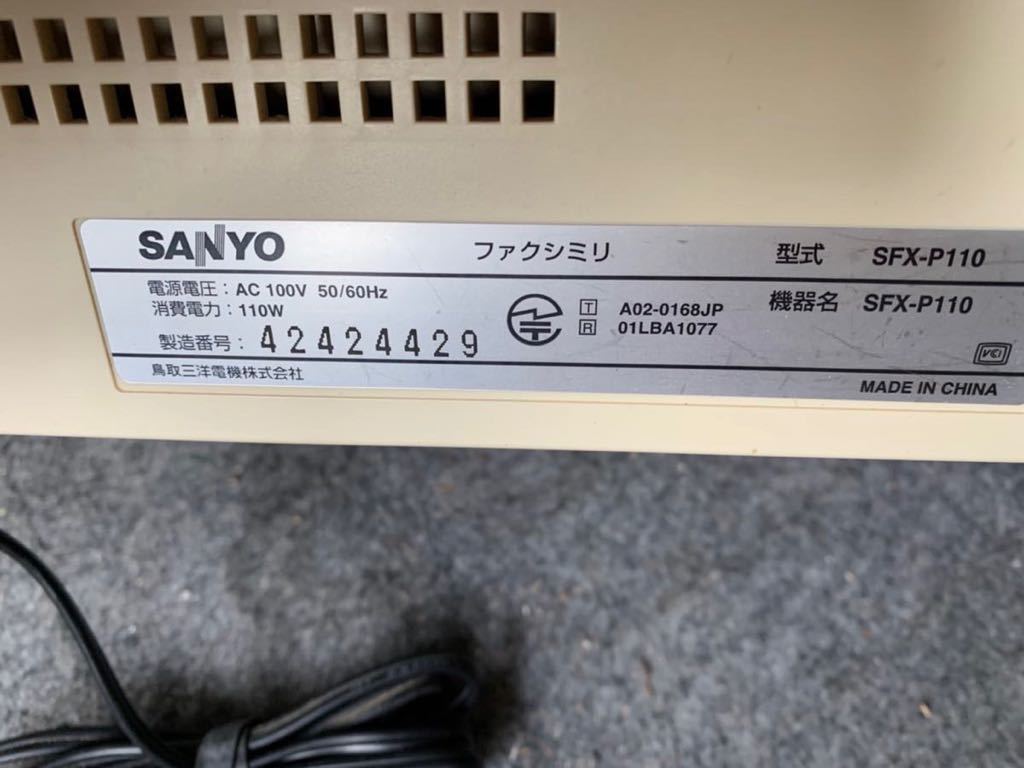 SANYO ファクシミリ 型式 SFX-P110
電源電圧：AC 100V 50/60Hz
消費電力：110W
製造番号：42424429
T A02-0168JP
R 01LBA1077
機器名 SFX-P110
VCI
鳥取三洋電機株式会社
MADE IN CHINA